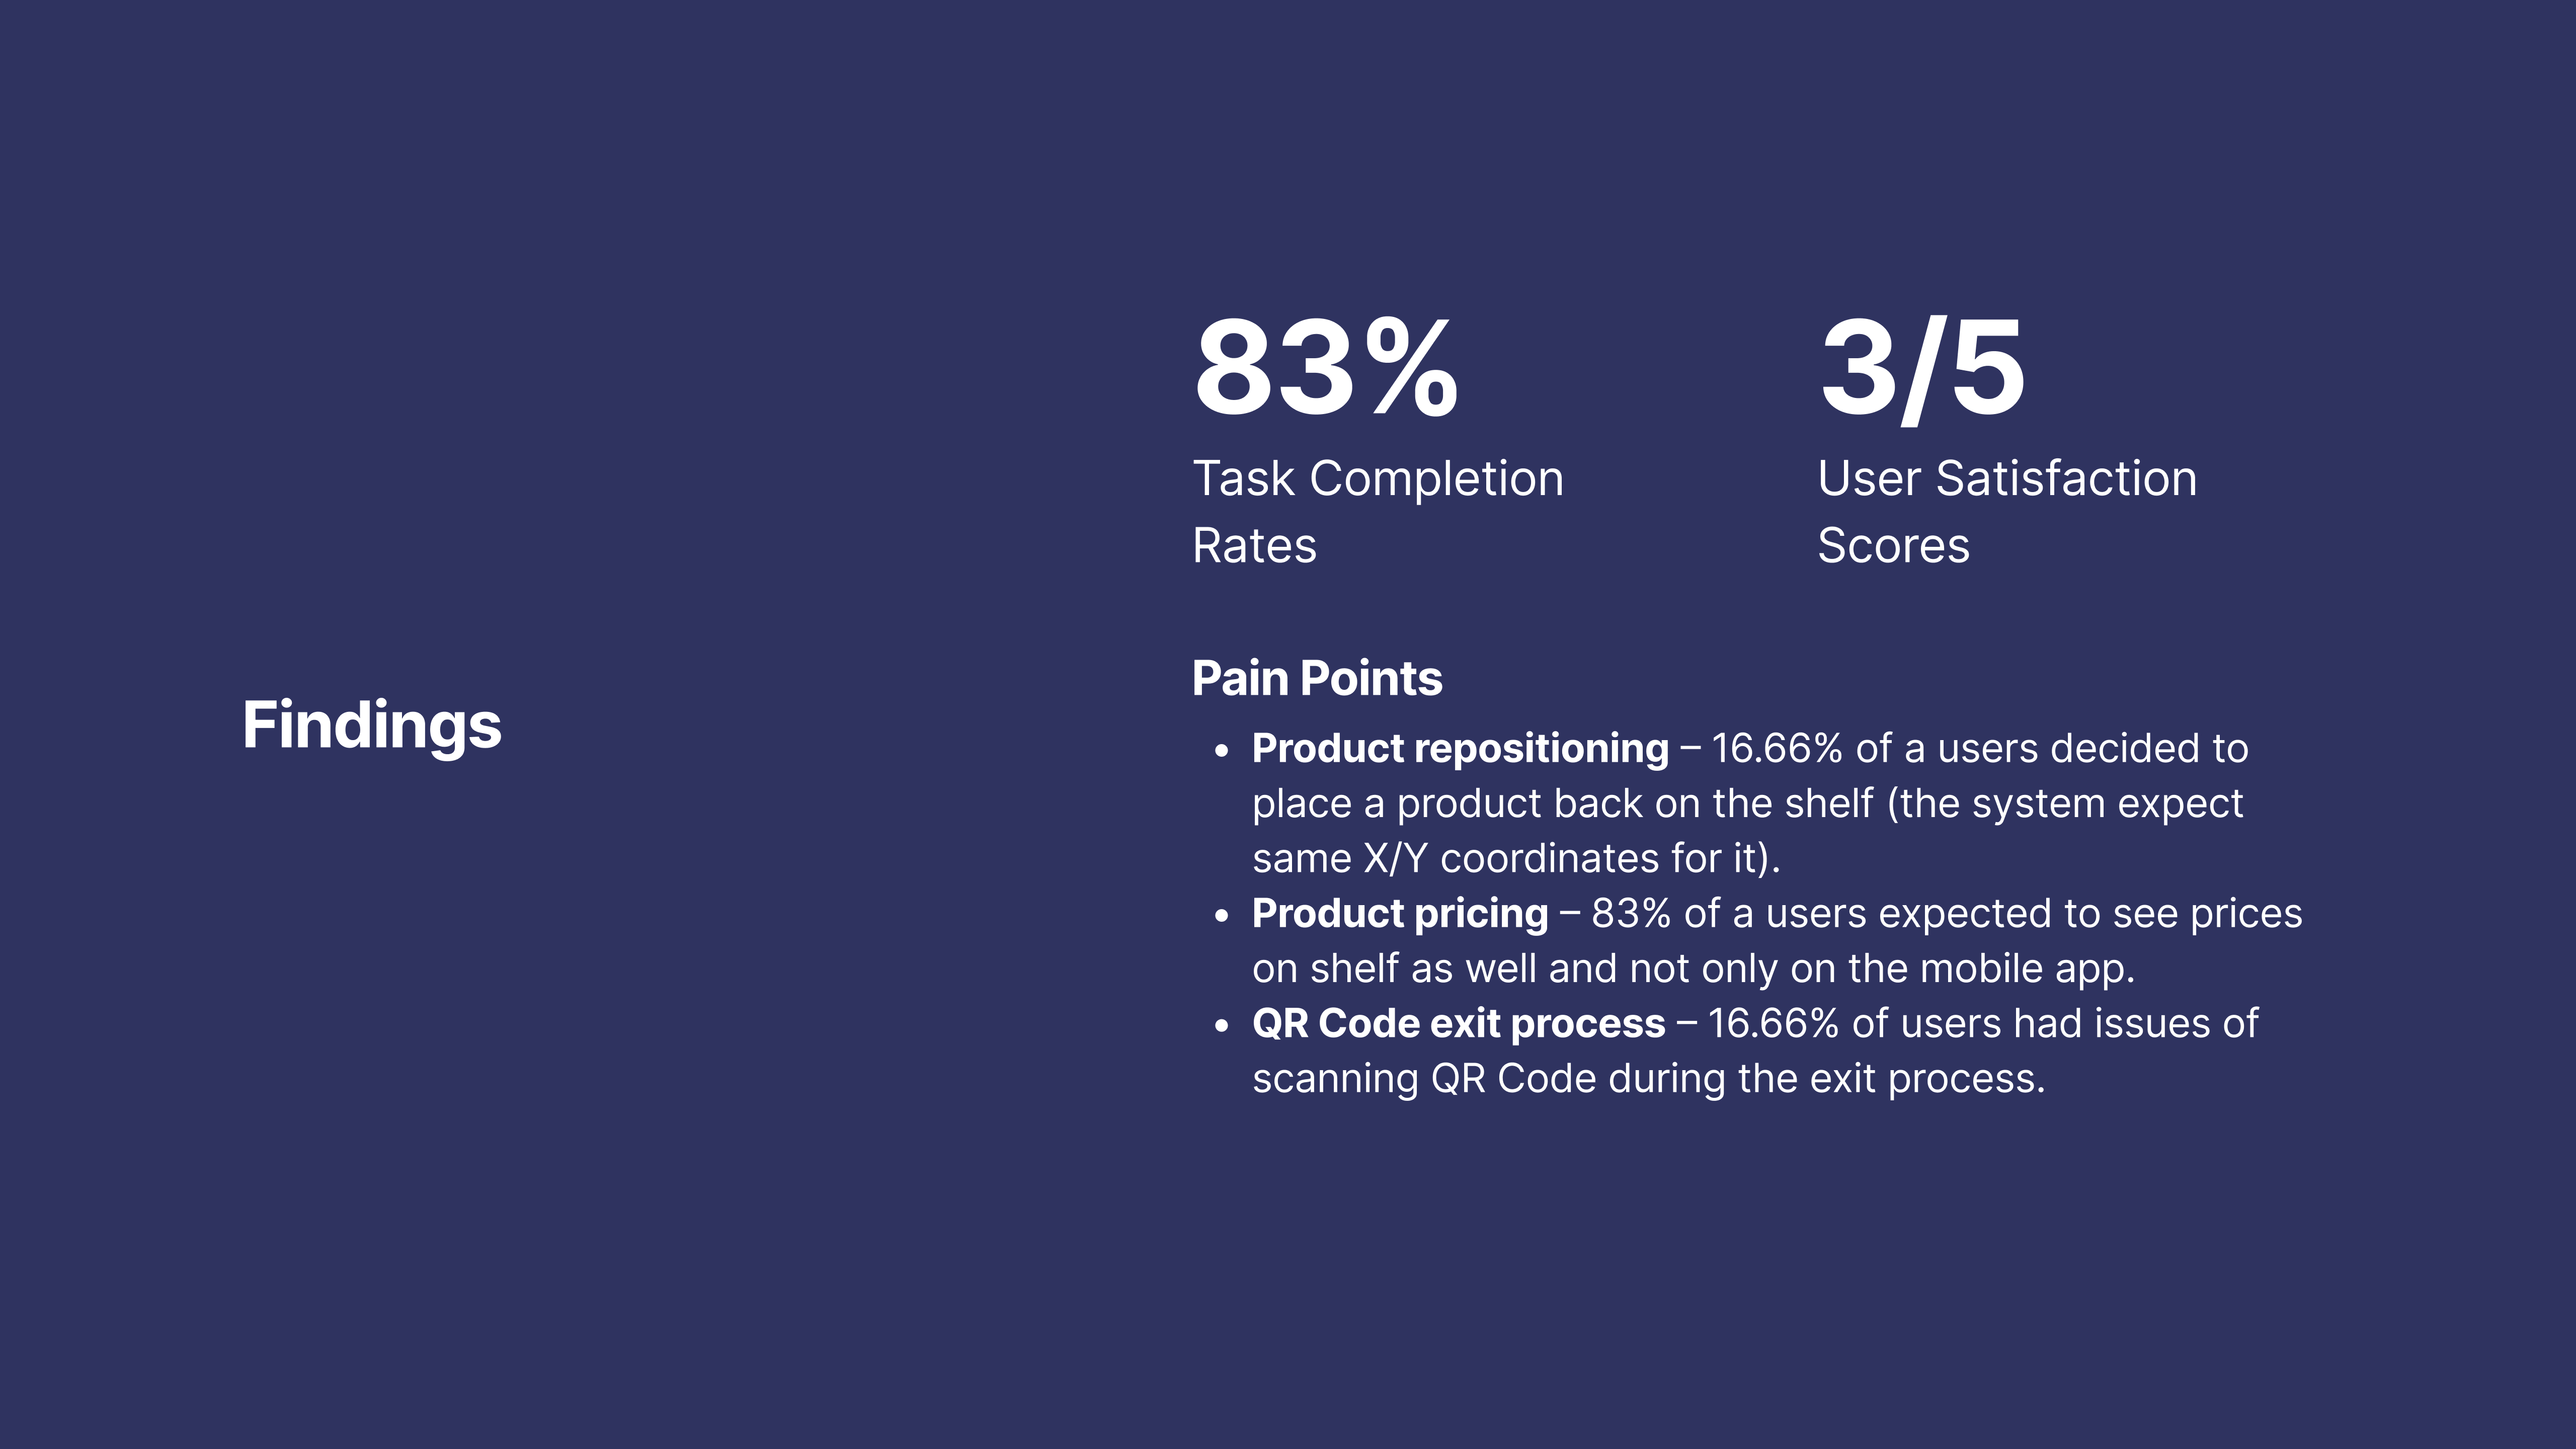 Findings
83%
Task Completion
Rates
3/5
User Satisfaction
Scores
Pain Points
• Product repositioning – 16.66% of a users decided to
place a product back on the shelf (the system expect
same X/Y coordinates for it).
• Product pricing – 83% of a users expected to see prices
on shelf as well and not only on the mobile app.
• QR Code exit process – 16.66% of users had issues of
scanning QR Code during the exit process.